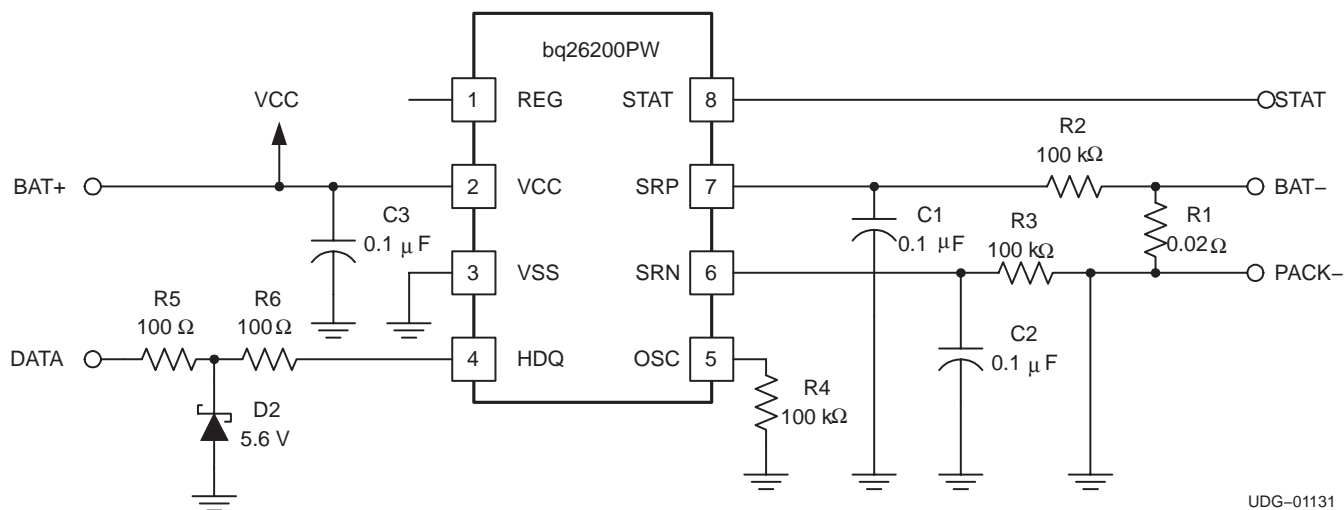 bq26200PW
VCC
1 REG STAT 8
STAT
R2
100 kΩ
BAT+
2 VCC SRP 7
BAT–
C3
0.1 μF
C1
0.1 μF
R3
100 kΩ
R1
0.02 Ω
3 VSS SRN 6
PACK–
R5
100 Ω
R6
100 Ω
C2
0.1 μF
DATA
4 HDQ OSC 5
R4
100 kΩ
D2
5.6 V
UDG–01131